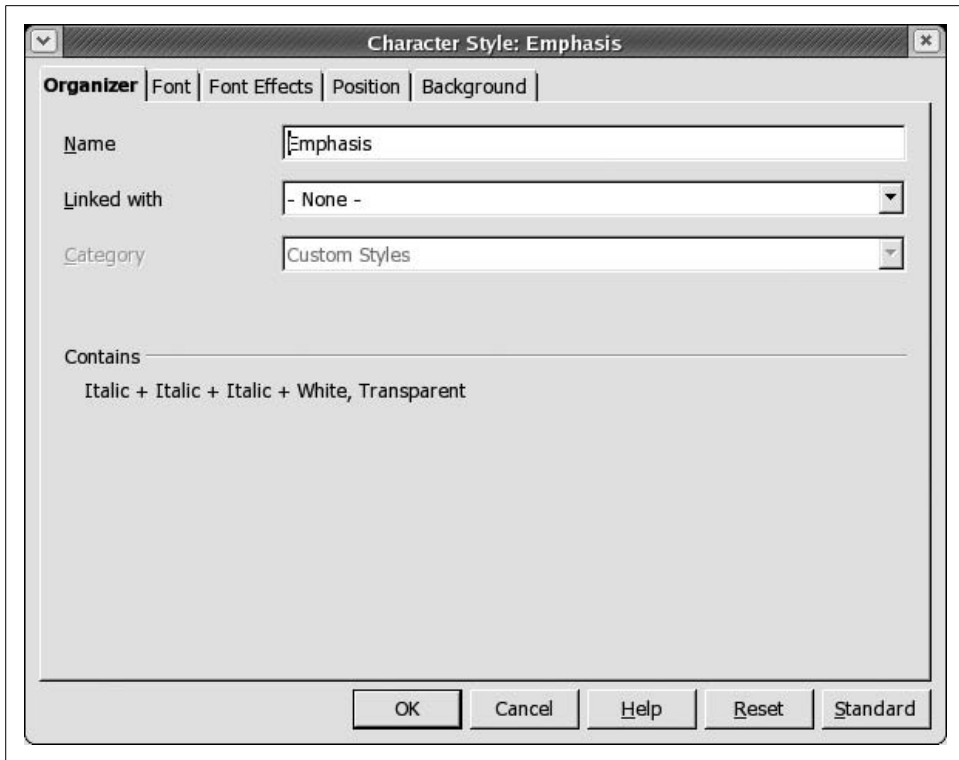 Character Style: Emphasis
Organizer Font Font Effects Position Background
Name Emphasis
Linked with - None -
Category Custom Styles
Contains
Italic + Italic + Italic + White, Transparent
OK Cancel Help Reset Standard